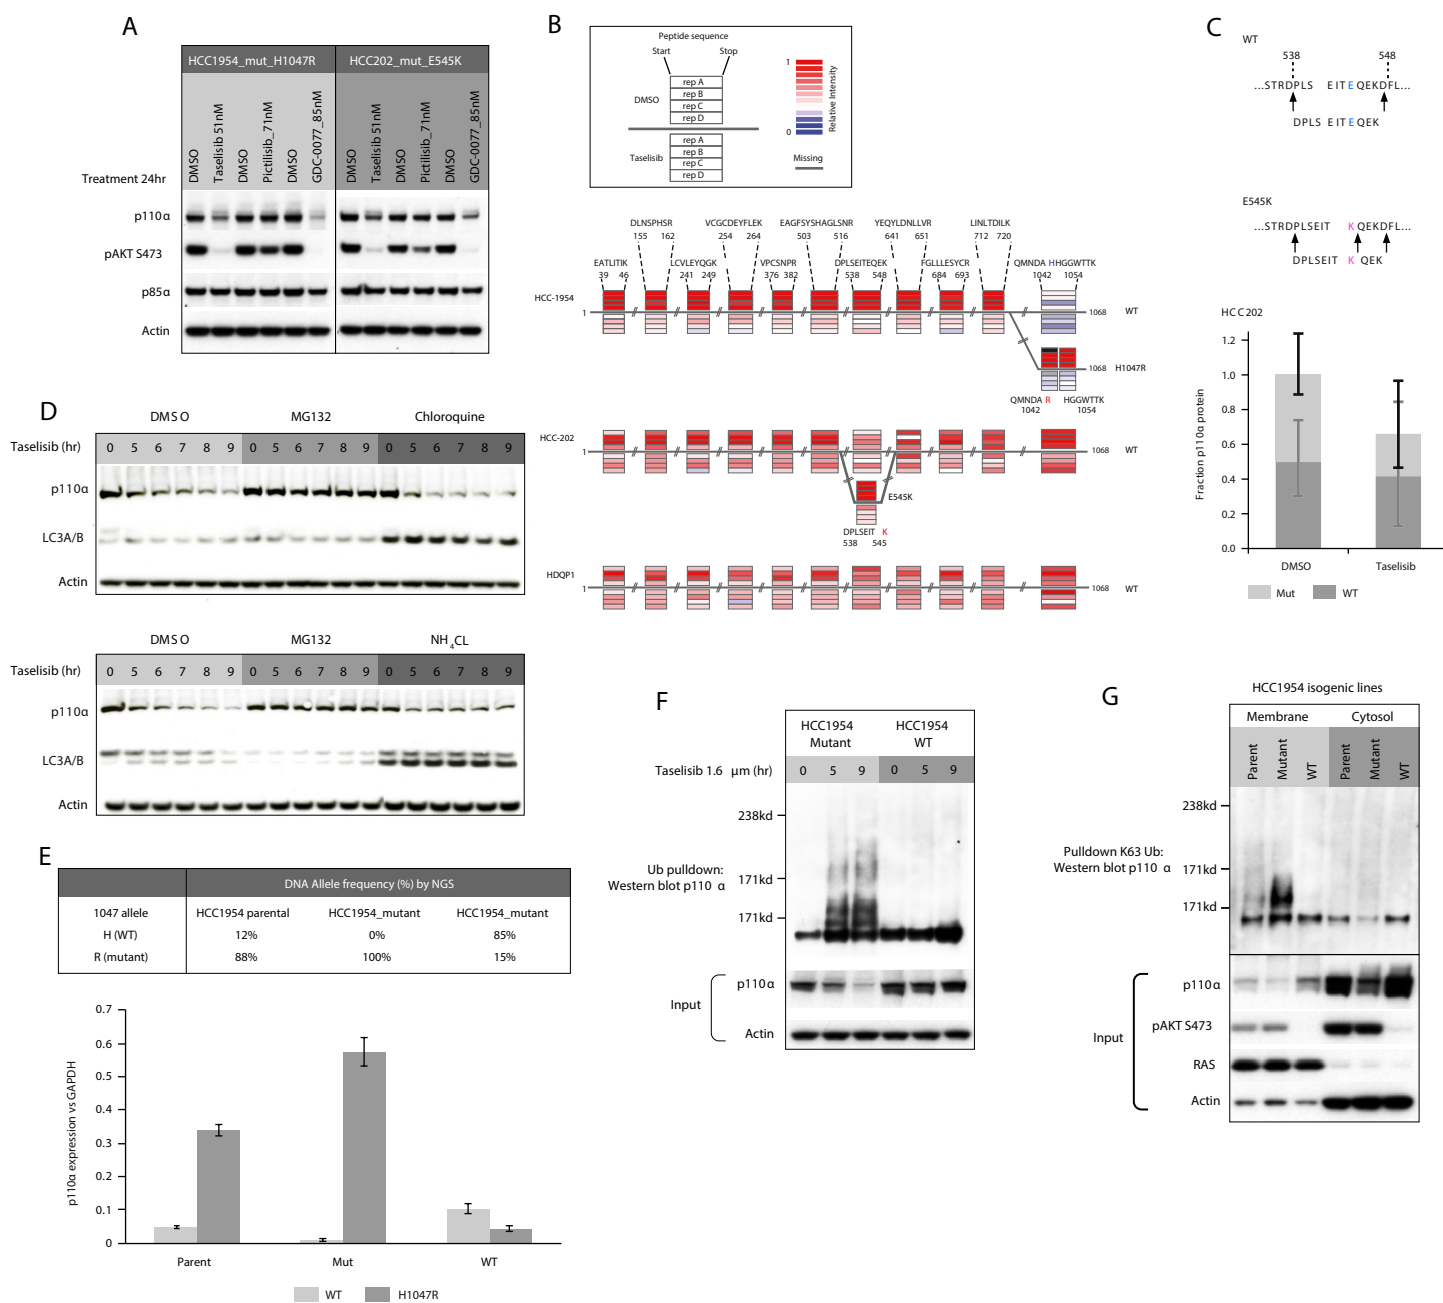 A
HCC1954_mut_H1047R
HCC202_mut_E545K
Treatment 24hr
DMSO
Taselisib 51nM
DMSO
Pictilisib_71nM
DMSO
GDC-0077_85nM
DMSO
Taselisib 51nM
DMSO
Pictilisib_71nM
DMSO
GDC-0077_85nM
p110α
pAKT S473
p85α
Actin
B
Peptide sequence
Start
Stop
DMSO
rep A
rep B
rep C
rep D
Taselisib
rep A
rep B
rep C
rep D
1
0
Relative Intensity
Missing
DLNSPHSR
VCGCDEYFLEK
EAGFSYSHAGLSNR
YEQYLDNLLVR
LINLTDILK
155 162
254 264
503 516
641 651
712 720
EATLITIK
LCVLEYQGK
VPCSNPR
DPLSEITEQEK
FGLLLESYCR
QMNDA HHGGWTTK
39 46
241 249
376 382
538 548
684 693
1042 1054
HCC-1954
1
1068 WT
1068 H1047R
QMNDA R HGGWTTK
1042 1054
HCC-202
1
1068 WT
E545K
DPLSEIT K
538 545
HDQP1
1
1068 WT
C
WT
538 548
...STRDPLS EITEQEKDFL...
DPLS EITEQEK
E545K
...STRDPLSEIT KQEKDFL...
DPLSEIT K QEK
HCC202
Fraction p110α protein
1.2
1.0
0.8
0.6
0.4
0.2
0.0
DMSO Taselisib
Mut WT
D
DMSO MG132 Chloroquine
Taselisib (hr) 0 5 6 7 8 9 0 5 6 7 8 9 0 5 6 7 8 9
p110α
LC3A/B
Actin
DMSO MG132 NH4CL
Taselisib (hr) 0 5 6 7 8 9 0 5 6 7 8 9 0 5 6 7 8 9
p110α
LC3A/B
Actin
E
DNA Allele frequency (%) by NGS
1047 allele HCC1954 parental HCC1954_mutant HCC1954_mutant
H (WT) 12% 0% 85%
R (mutant) 88% 100% 15%
p110α expression vs GAPDH
0.7
0.6
0.5
0.4
0.3
0.2
0.1
0
Parent Mut WT
WT H1047R
F
HCC1954 Mutant
HCC1954 WT
Taselisib 1.6 µm (hr) 0 5 9 0 5 9
238kd
171kd
171kd
Ub pulldown:
Western blot p110 α
Input
p110α
Actin
G
HCC1954 isogenic lines
Membrane Cytosol
Parent
Mutant
WT
Parent
Mutant
WT
238kd
171kd
171kd
Pulldown K63 Ub:
Western blot p110 α
Input
p110α
pAKT S473
RAS
Actin